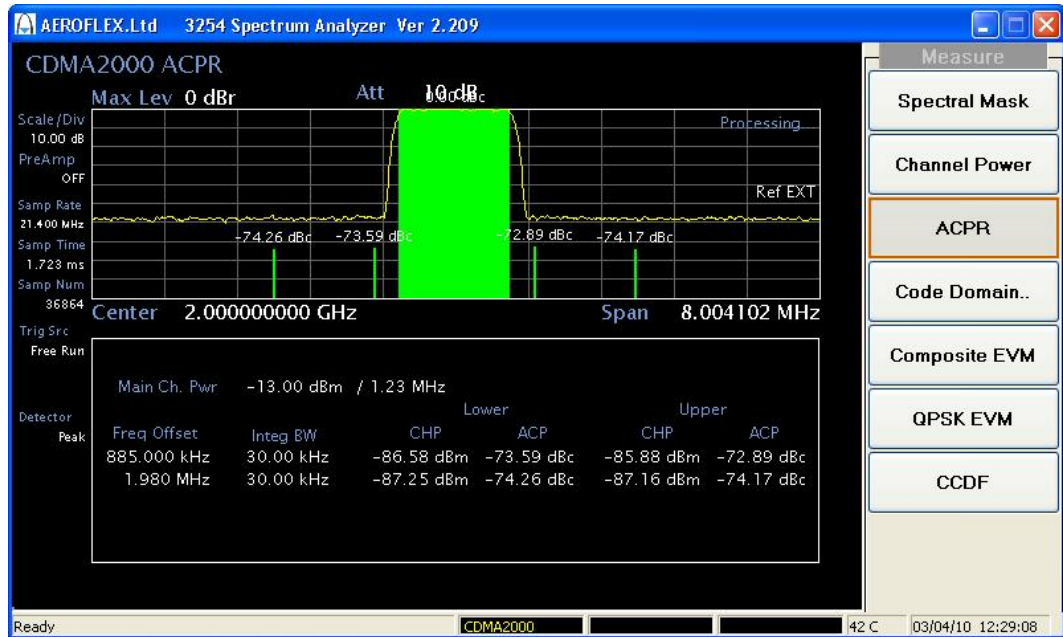 AEROFLEX.Ltd 3254 Spectrum Analyzer Ver 2.209
Measure
CDMA2000 ACPR
Max Lev 0 dBr Att 10 dB
0.00 dBc
Scale/Div
10.00 dB
PreAmp
OFF
Samp Rate
21.400 MHz
Samp Time
1.723 ms
Samp Num
36864
Trig Src
Free Run
Detector
Peak
Processing...
Ref EXT
-74.26 dBc -73.59 dBc -72.89 dBc -74.17 dBc
Center 2.000000000 GHz Span 8.004102 MHz
Main Ch. Pwr -13.00 dBm / 1.23 MHz
Lower Upper
Freq Offset Integ BW CHP ACP CHP ACP
885.000 kHz 30.00 kHz -86.58 dBm -73.59 dBc -85.88 dBm -72.89 dBc
1.980 MHz 30.00 kHz -87.25 dBm -74.26 dBc -87.16 dBm -74.17 dBc
Spectral Mask
Channel Power
ACPR
Code Domain..
Composite EVM
QPSK EVM
CCDF
Ready CDMA2000 42 C 03/04/10 12:29:08